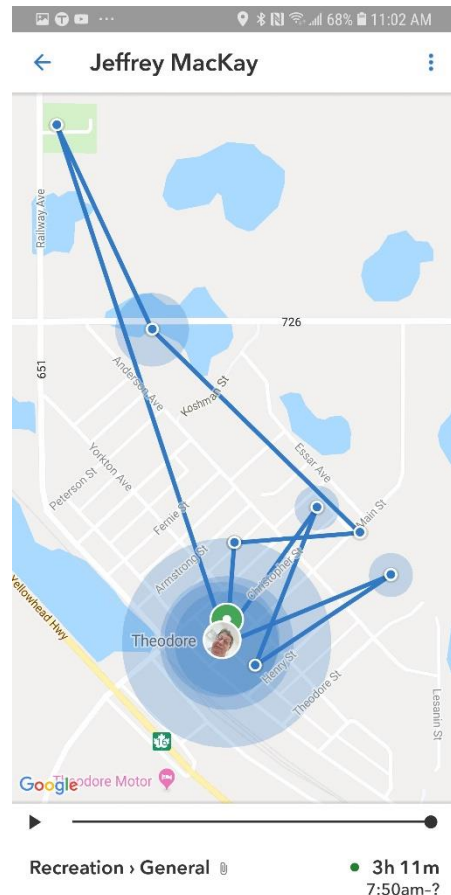 68% 11:02 AM
Jeffrey MacKay
Railway Ave
726
651
Anderson Ave
Koshman St
Essar Ave
Yorkton Ave
Peterson St
Fernie St
Main St
Armstrong St
Christopher St
Yellowhead Hwy
Theodore
Henry St
Theodore St
Lesanin St
16
Google
Theodore Motor
Recreation › General
3h 11m
7:50am–?